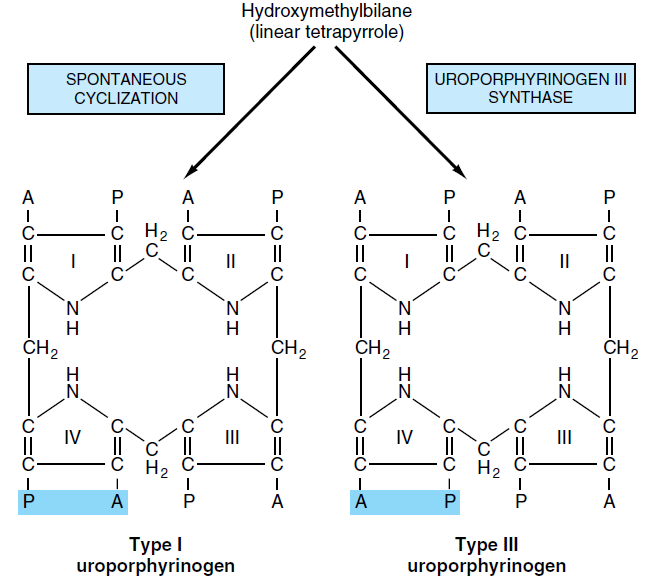 Hydroxymethylbilane
(linear tetrapyrrole)
SPONTANEOUS
CYCLIZATION
UROPORPHYRINOGEN III
SYNTHASE
A P A P A P A P
C C H2 C C C C H2 C C
I C II I C II
C C C C C C C C
N N N N
H H H H
CH2 CH2 CH2 CH2
H H H H
N N N N
C C C C C C C C
IV C III IV C III
C C H2 C C C C H2 C C
P A P A A P P A
Type I
uroporphyrinogen
Type III
uroporphyrinogen